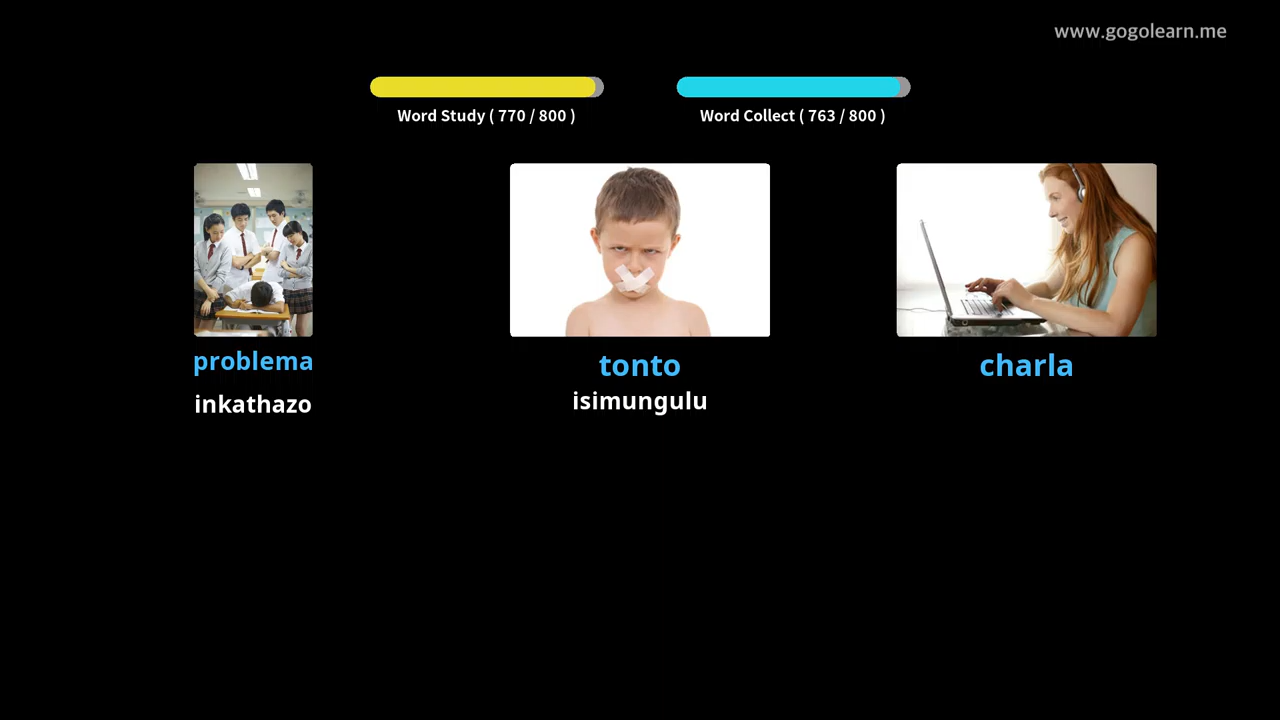 www.gogolearn.me
Word Study ( 770 / 800 )
Word Collect ( 763 / 800 )
problema
inkathazo
tonto
isimungulu
charla